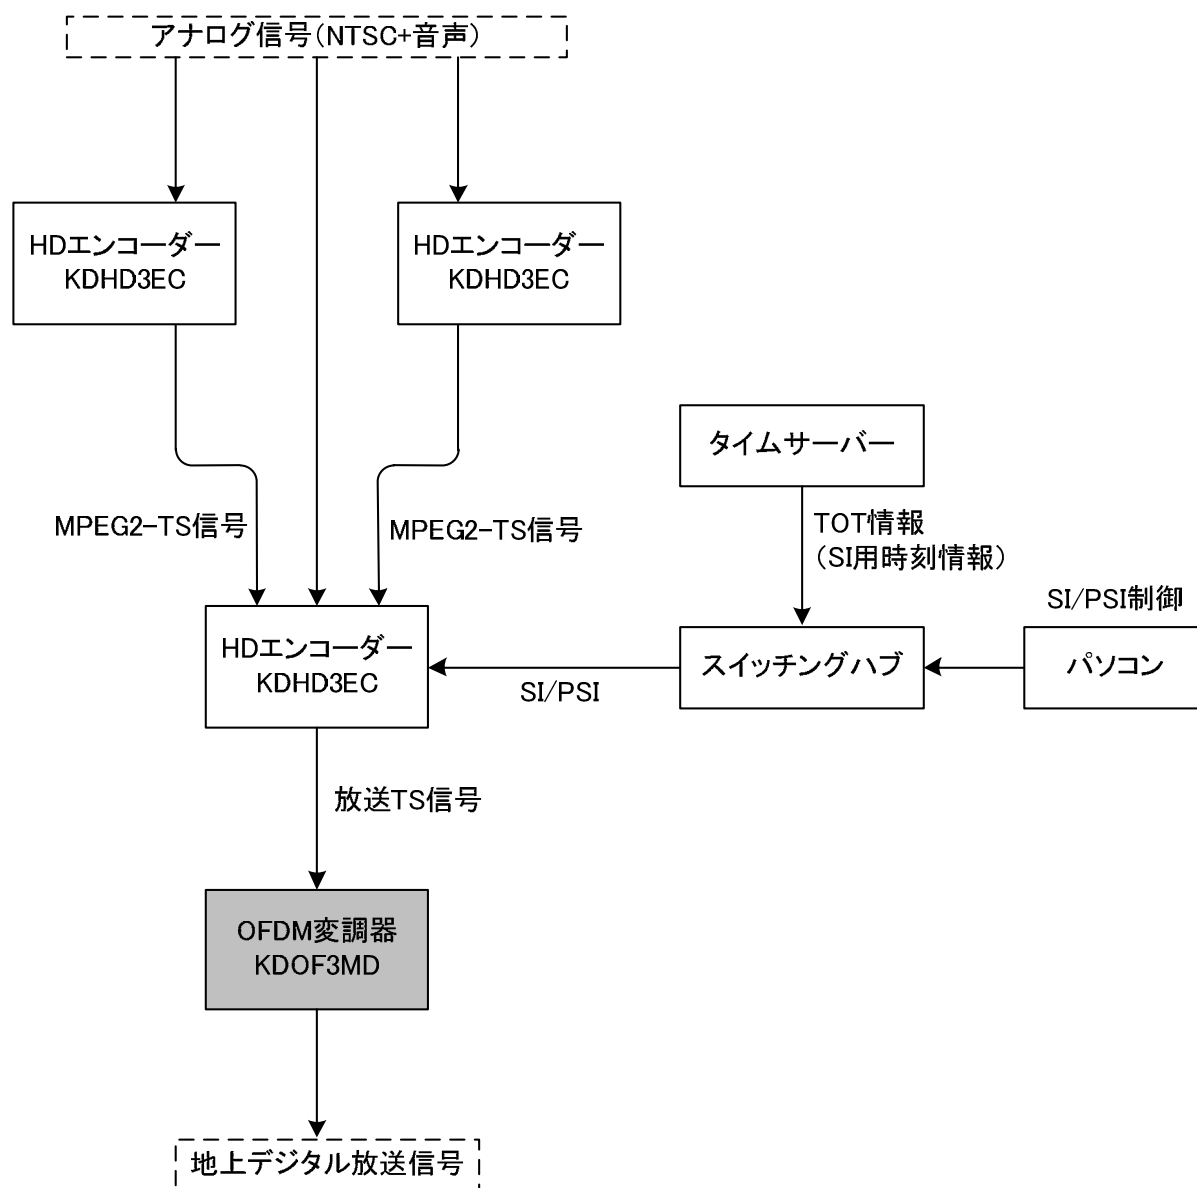 アナログ信号(NTSC+音声)
HDエンコーダー
KDHD3EC
HDエンコーダー
KDHD3EC
タイムサーバー
MPEG2-TS信号
MPEG2-TS信号
TOT情報
(SI用時刻情報)
SI/PSI制御
HDエンコーダー
KDHD3EC
SI/PSI
スイッチングハブ
パソコン
放送TS信号
OFDM変調器
KDOF3MD
地上デジタル放送信号